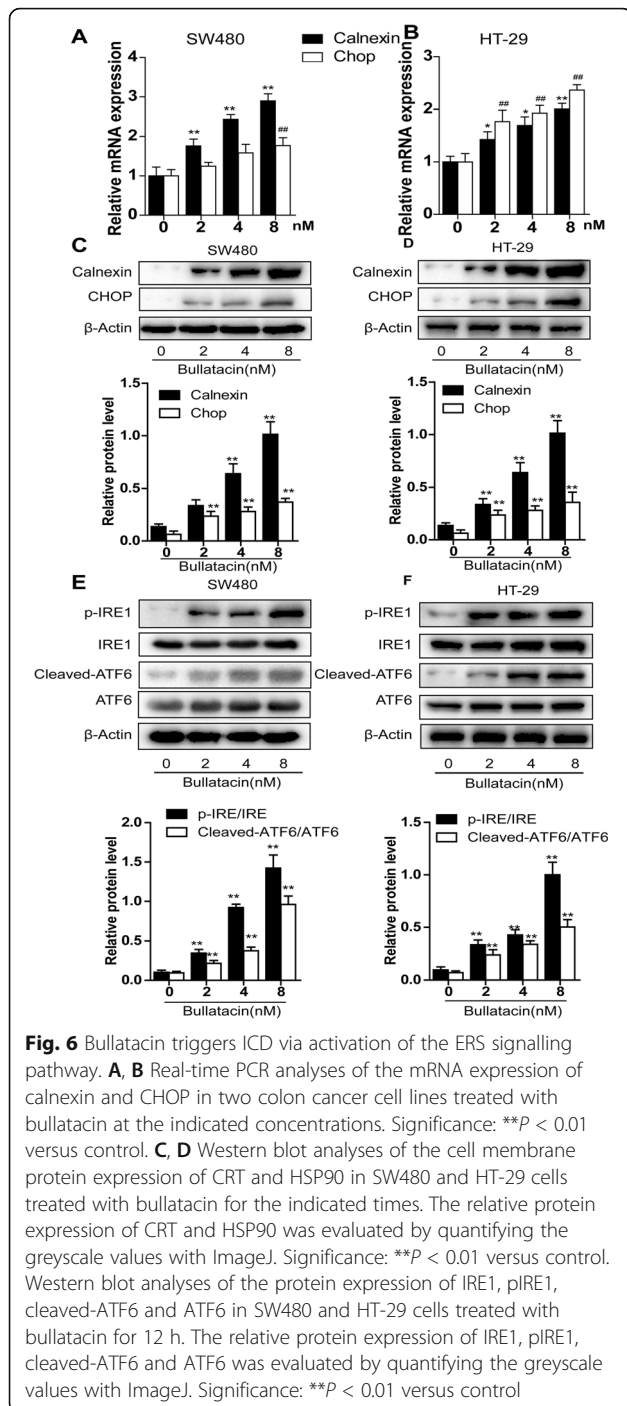 A
SW480
Calnexin
Chop
Relative mRNA expression
4
3
2
1
0
**
**
**
##
0 2 4 8 nM
B
HT-29
Relative mRNA expression
3
2
1
0
*
##
*
##
**
##
0 2 4 8
C
SW480
Calnexin
CHOP
β-Actin
0 2 4 8
Bullatacin(nM)
Calnexin
Chop
Relative protein level
1.5
1.0
0.5
0.0
**
**
**
**
**
0 2 4 8
Bullatacin(nM)
D
HT-29
Calnexin
CHOP
β-Actin
0 2 4 8
Bullatacin(nM)
Calnexin
Chop
Relative protein level
1.5
1.0
0.5
0.0
**
**
**
**
**
**
0 2 4 8
Bullatacin(nM)
E
SW480
p-IRE1
IRE1
Cleaved-ATF6
ATF6
β-Actin
0 2 4 8
Bullatacin(nM)
p-IRE/IRE
Cleaved-ATF6/ATF6
Relative protein level
2.0
1.5
1.0
0.5
0.0
**
**
**
**
**
**
0 2 4 8
Bullatacin(nM)
F
HT-29
p-IRE1
IRE1
Cleaved-ATF6
ATF6
β-Actin
0 2 4 8
Bullatacin(nM)
p-IRE/IRE
Cleaved-ATF6/ATF6
Relative protein level
1.5
1.0
0.5
0.0
**
**
**
**
**
**
0 2 4 8
Bullatacin(nM)
Fig. 6 Bullatacin triggers ICD via activation of the ERS signalling
pathway. A, B Real-time PCR analyses of the mRNA expression of
calnexin and CHOP in two colon cancer cell lines treated with
bullatacin at the indicated concentrations. Significance: **P < 0.01
versus control. C, D Western blot analyses of the cell membrane
protein expression of CRT and HSP90 in SW480 and HT-29 cells
treated with bullatacin for the indicated times. The relative protein
expression of CRT and HSP90 was evaluated by quantifying the
greyscale values with ImageJ. Significance: **P < 0.01 versus control.
Western blot analyses of the protein expression of IRE1, pIRE1,
cleaved-ATF6 and ATF6 in SW480 and HT-29 cells treated with
bullatacin for 12 h. The relative protein expression of IRE1, pIRE1,
cleaved-ATF6 and ATF6 was evaluated by quantifying the greyscale
values with ImageJ. Significance: **P < 0.01 versus control